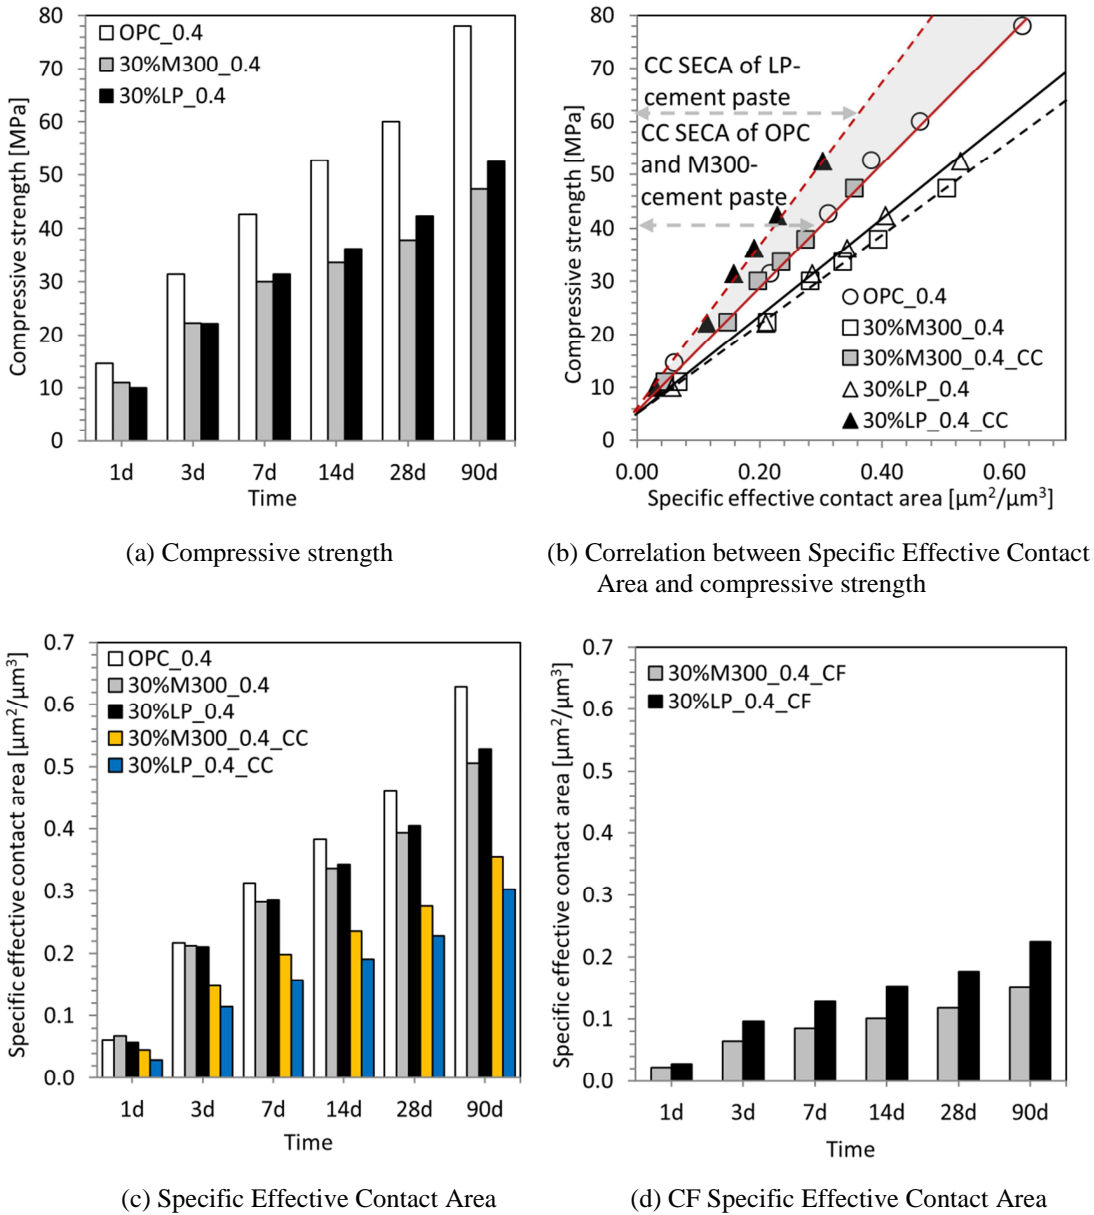 80
70
60
50
40
30
20
10
0
Compressive strength [MPa]
OPC_0.4
30%M300_0.4
30%LP_0.4
1d 3d 7d 14d 28d 90d
Time
(a) Compressive strength
80
70
60
50
40
30
20
10
0
Compressive strength [MPa]
CC SECA of LP-
cement paste
CC SECA of OPC
and M300-
cement paste
OPC_0.4
30%M300_0.4
30%M300_0.4_CC
30%LP_0.4
30%LP_0.4_CC
0.00 0.20 0.40 0.60
Specific effective contact area [µm²/µm³]
(b) Correlation between Specific Effective Contact
Area and compressive strength
0.7
0.6
0.5
0.4
0.3
0.2
0.1
0.0
Specific effective contact area [µm²/µm³]
OPC_0.4
30%M300_0.4
30%LP_0.4
30%M300_0.4_CC
30%LP_0.4_CC
1d 3d 7d 14d 28d 90d
Time
(c) Specific Effective Contact Area
0.7
0.6
0.5
0.4
0.3
0.2
0.1
0.0
Specific effective contact area [µm²/µm³]
30%M300_0.4_CF
30%LP_0.4_CF
1d 3d 7d 14d 28d 90d
Time
(d) CF Specific Effective Contact Area